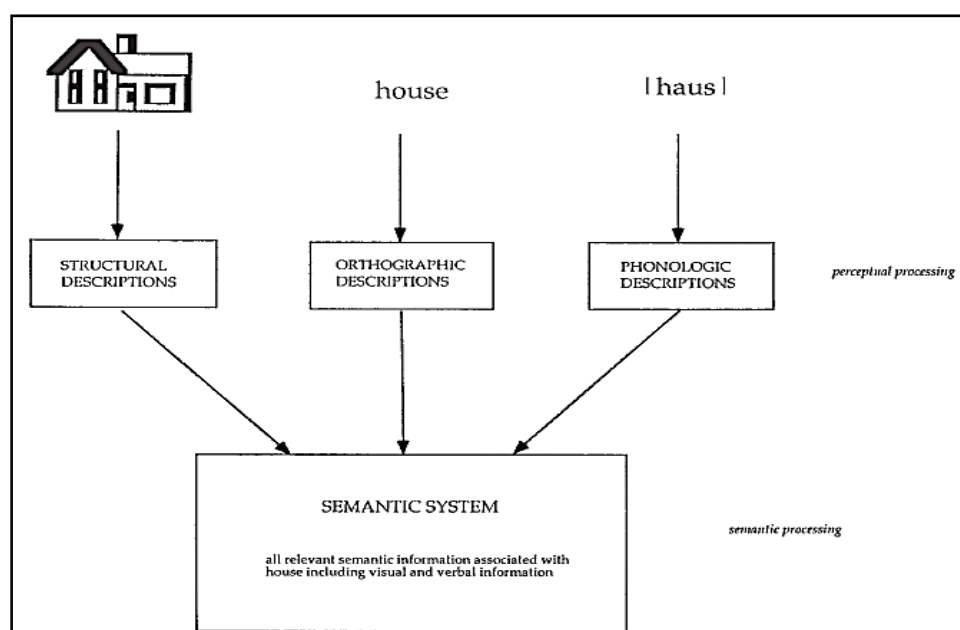 house
|haus|
STRUCTURAL
DESCRIPTIONS
ORTHOGRAPHIC
DESCRIPTIONS
PHONOLOGIC
DESCRIPTIONS
perceptual processing
SEMANTIC SYSTEM
semantic processing
all relevant semantic information associated with
house including visual and verbal information